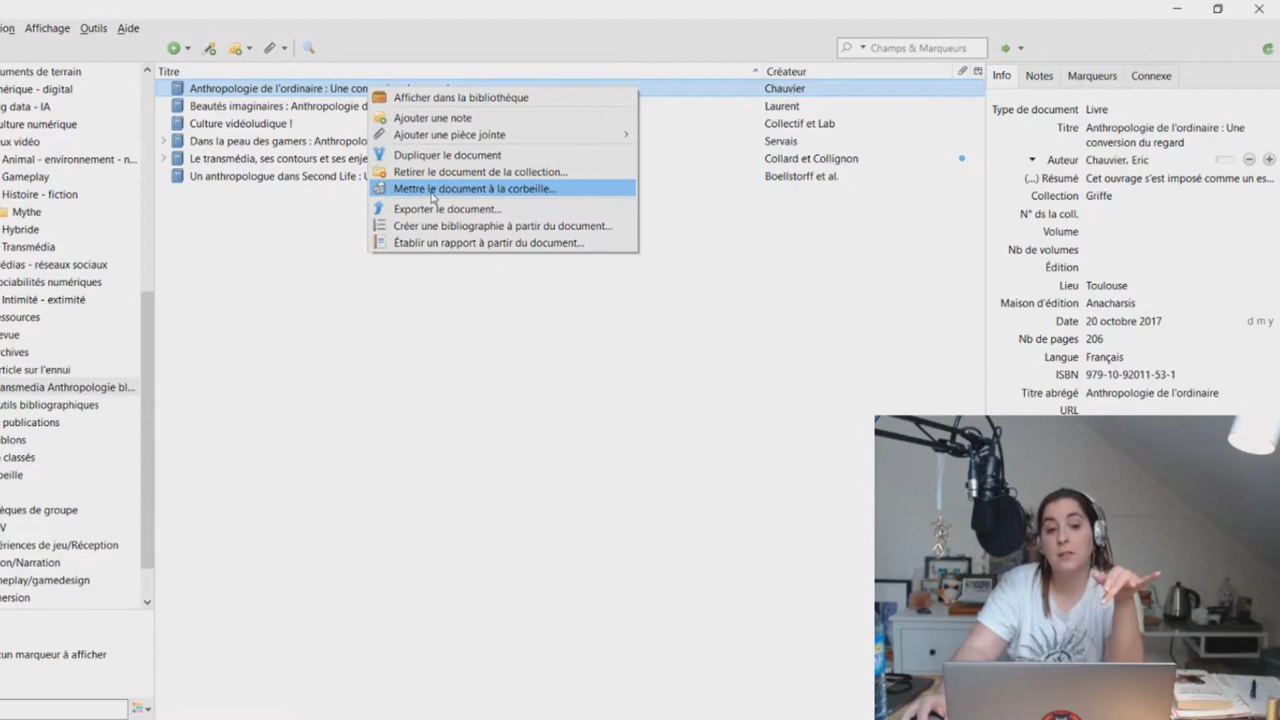 ion Affichage Outils Aide
Champs & Marqueurs
uments de terrain
mérique - digital
ig data - IA
ulture numérique
eux vidéo
Animal - environnement - n...
Gameplay
Histoire - fiction
Mythe
Hybride
Transmédia
édias - réseaux sociaux
ociabilités numériques
Intimité - extimité
essources
evue
rchives
rticle sur l'ennui
ansmedia Anthropologie bl...
utils bibliographiques
publications
blons
classés
beille
èques de groupe
V
ériences de jeu/Réception
on/Narration
neplay/gamedesign
nersion
un marqueur à afficher
Titre Créateur
Anthropologie de l'ordinaire : Une Chauvier
Beautés imaginaires : Anthropologie d Laurent
Culture vidéoludique ! Collectif et Lab
Dans la peau des gamers : Anthropolo Servais
Le transmédia, ses contours et ses enje Collard et Collignon
Un anthropologue dans Second Life : U Boellstorff et al.
Afficher dans la bibliothèque
Ajouter une note
Ajouter une pièce jointe
Dupliquer le document
Retirer le document de la collection...
Mettre le document à la corbeille...
Exporter le document...
Créer une bibliographie à partir du document...
Établir un rapport à partir du document...
Info Notes Marqueurs Connexe
Type de document Livre
Titre Anthropologie de l'ordinaire : Une
conversion du regard
Auteur Chauvier, Eric
(...) Résumé Cet ouvrage s'est imposé comme un es...
Collection Griffe
N° ds la coll.
Volume
Nb de volumes
Édition
Lieu Toulouse
Maison d'édition Anacharsis
Date 20 octobre 2017 d m y
Nb de pages 206
Langue Français
ISBN 979-10-92011-53-1
Titre abrégé Anthropologie de l'ordinaire
URL